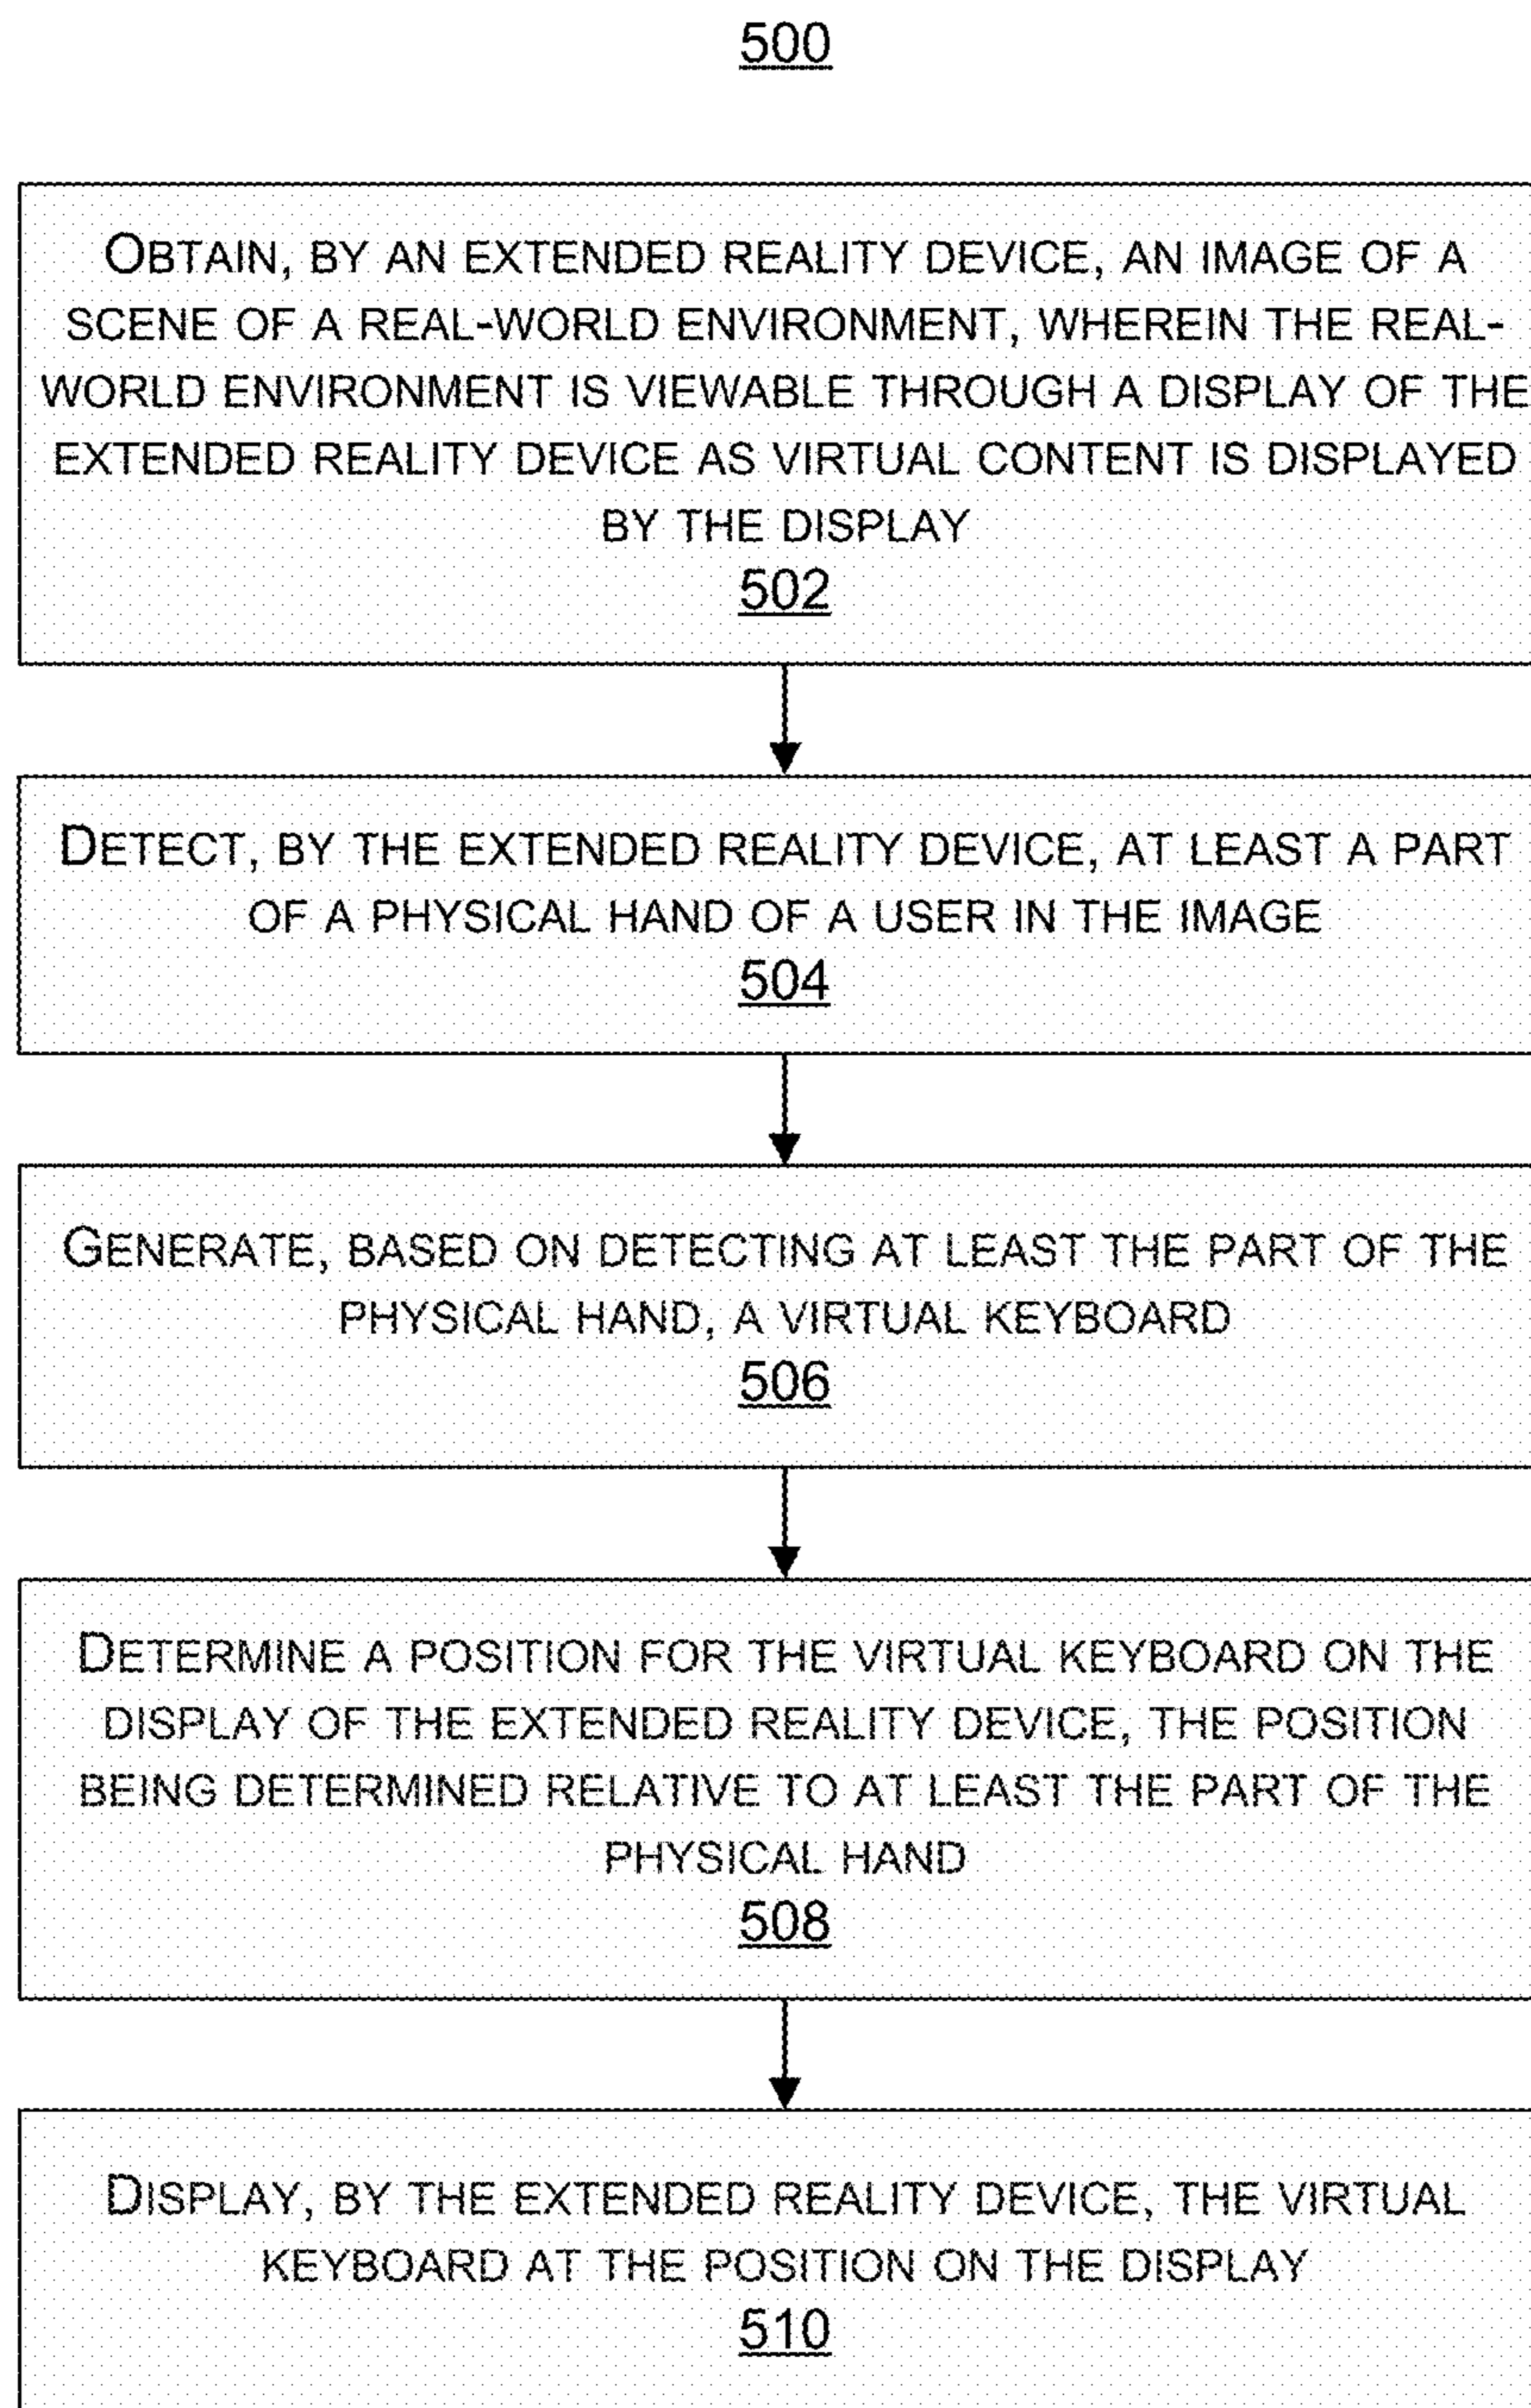 500
OBTAIN, BY AN EXTENDED REALITY DEVICE, AN IMAGE OF A
SCENE OF A REAL-WORLD ENVIRONMENT, WHEREIN THE REAL-
WORLD ENVIRONMENT IS VIEWABLE THROUGH A DISPLAY OF THE
EXTENDED REALITY DEVICE AS VIRTUAL CONTENT IS DISPLAYED
BY THE DISPLAY
502
DETECT, BY THE EXTENDED REALITY DEVICE, AT LEAST A PART
OF A PHYSICAL HAND OF A USER IN THE IMAGE
504
GENERATE, BASED ON DETECTING AT LEAST THE PART OF THE
PHYSICAL HAND, A VIRTUAL KEYBOARD
506
DETERMINE A POSITION FOR THE VIRTUAL KEYBOARD ON THE
DISPLAY OF THE EXTENDED REALITY DEVICE, THE POSITION
BEING DETERMINED RELATIVE TO AT LEAST THE PART OF THE
PHYSICAL HAND
508
DISPLAY, BY THE EXTENDED REALITY DEVICE, THE VIRTUAL
KEYBOARD AT THE POSITION ON THE DISPLAY
510